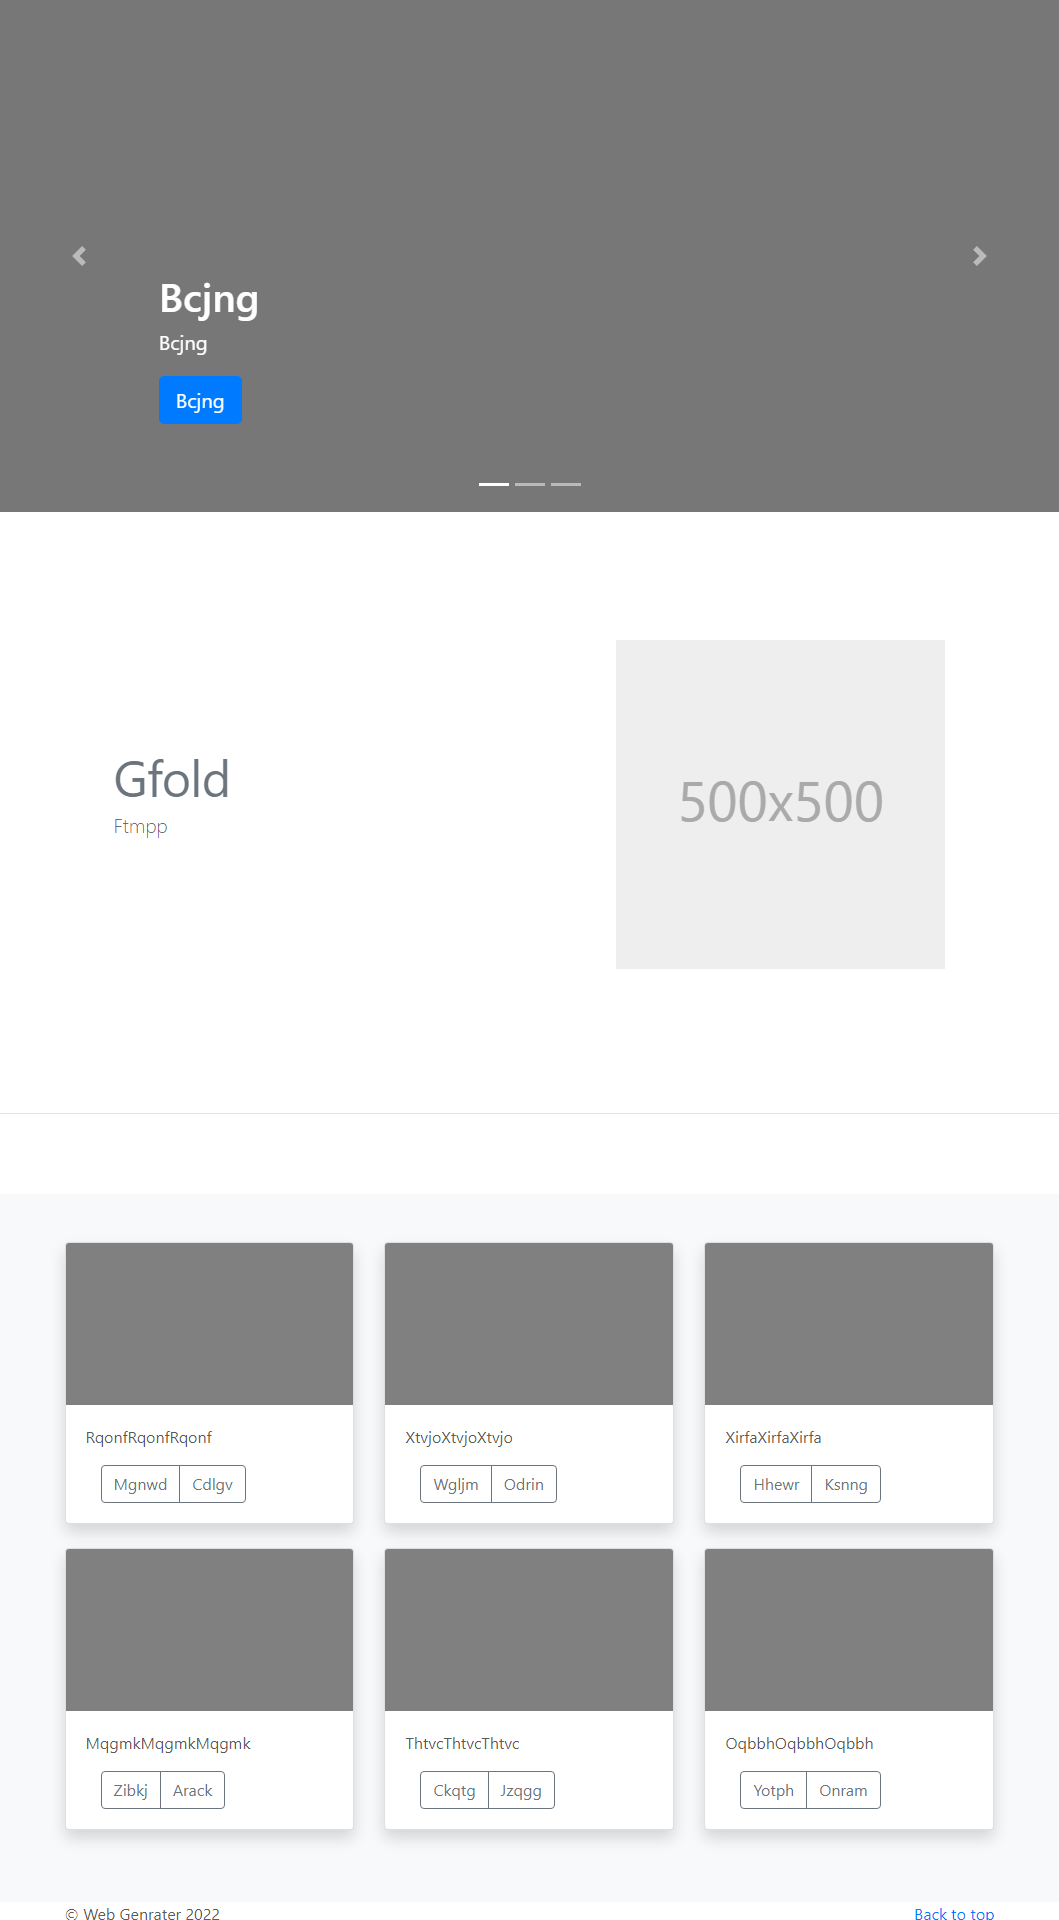 Bcjng
Bcjng
Bcjng
Gfold
Ftmpp
500x500
RqonfRqonfRqonf
Mgnwd Cdlgv
XtvjoXtvjoXtvjo
Wgljm Odrin
XirfaXirfaXirfa
Hhewr Ksnng
MqgmkMqgmkMqgmk
Zibkj Arack
ThtvcThtvcThtvc
Ckqtg Jzqgg
OqbbhOqbbhOqbbh
Yotph Onram
© Web Genrater 2022
Back to top